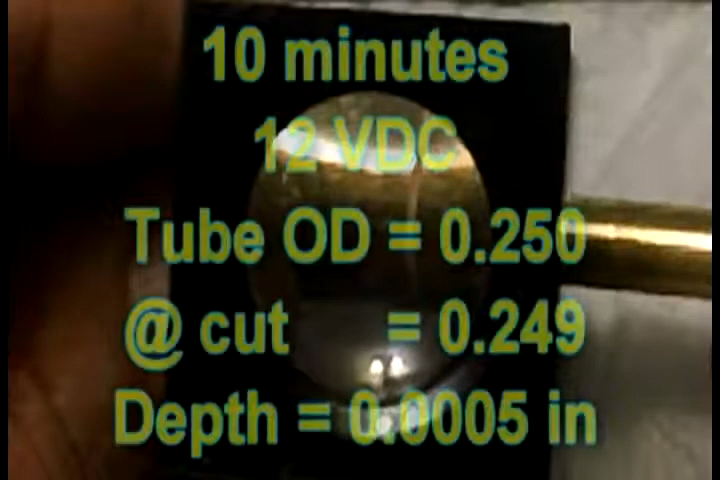 10 minutes
12 VDC
Tube OD = 0.250
@ cut = 0.249
Depth = 0.0005 in